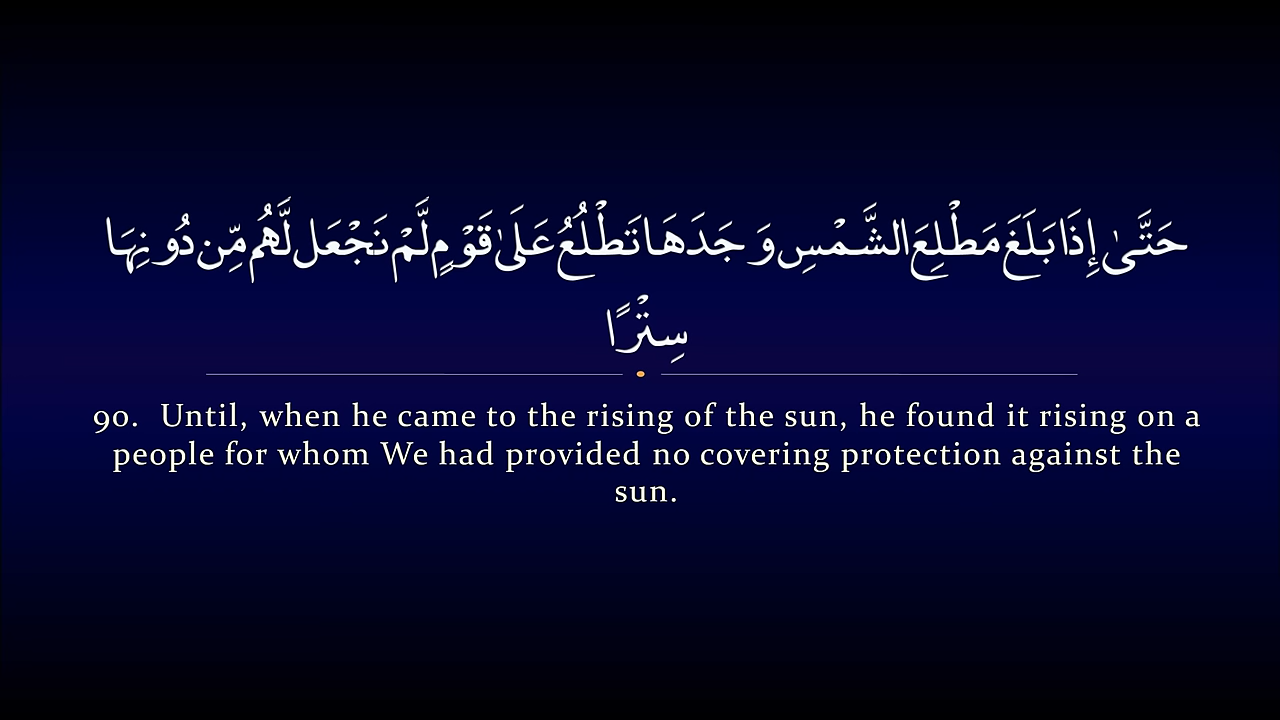 حَتَّىٰ إِذَا بَلَغَ مَطْلِعَ الشَّمْسِ وَجَدَهَا تَطْلُعُ عَلَىٰ قَوْمٍ لَّمْ نَجْعَل لَّهُم مِّن دُونِهَا
سِتْرًا
90. Until, when he came to the rising of the sun, he found it rising on a
people for whom We had provided no covering protection against the
sun.